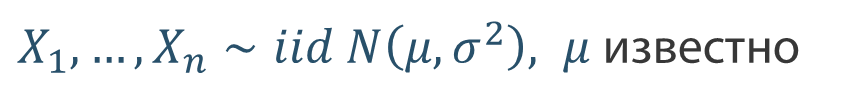 X₁, … , Xₙ ~ iid N(μ, σ²), μ известно